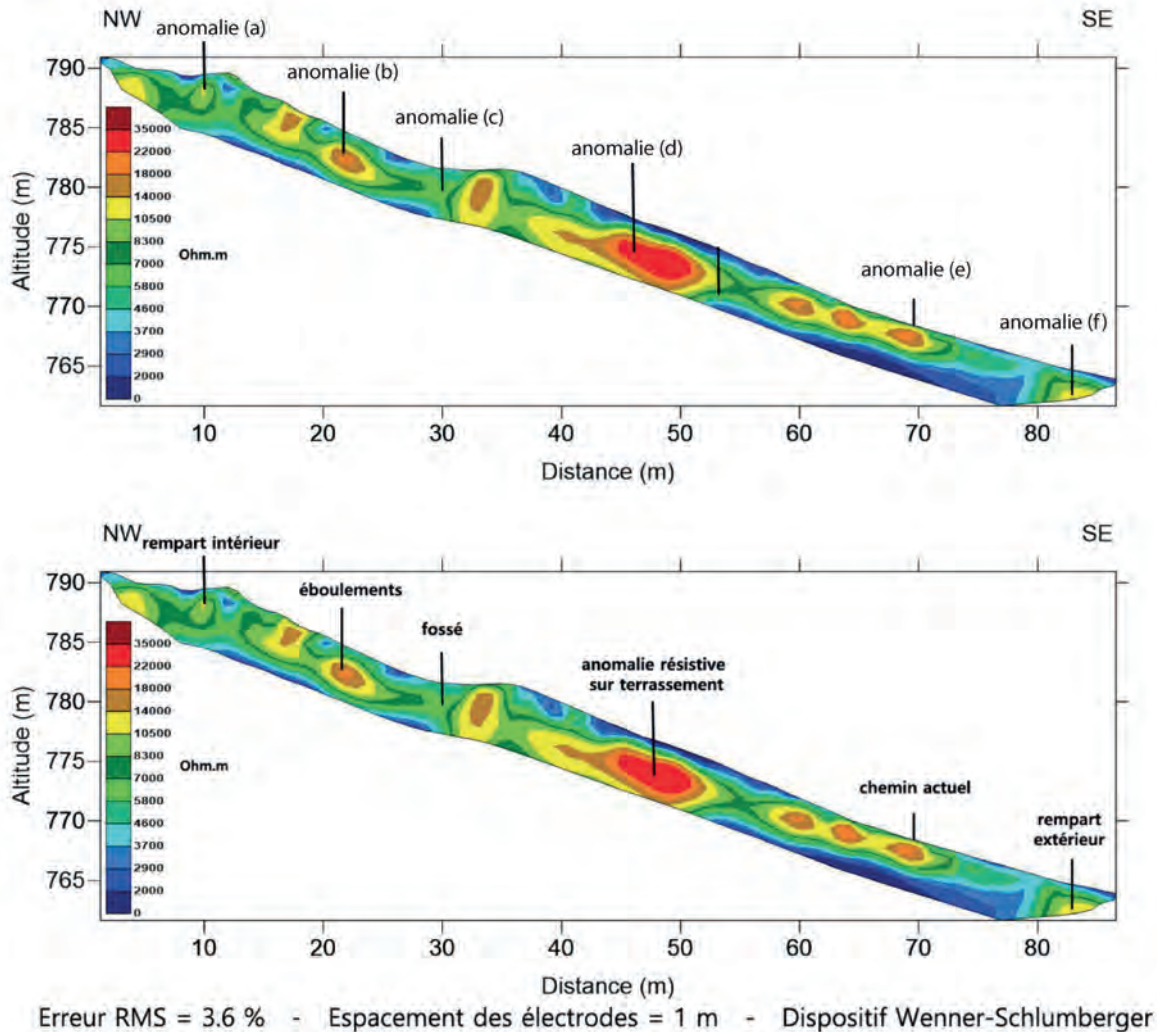 NW
SE
anomalie (a)
anomalie (b)
anomalie (c)
anomalie (d)
anomalie (e)
anomalie (f)
790
785
780
775
770
765
Altitude (m)
35000
22000
18000
14000
10500
8300
7000
5800
4600
3700
2900
2000
0
Ohm.m
10 20 30 40 50 60 70 80
Distance (m)
NW
SE
rempart intérieur
éboulements
fossé
anomalie résistive
sur terrassement
chemin actuel
rempart
extérieur
790
785
780
775
770
765
Altitude (m)
35000
22000
18000
14000
10500
8300
7000
5800
4600
3700
2900
2000
0
Ohm.m
10 20 30 40 50 60 70 80
Distance (m)
Erreur RMS = 3.6 % - Espacement des électrodes = 1 m - Dispositif Wenner-Schlumberger